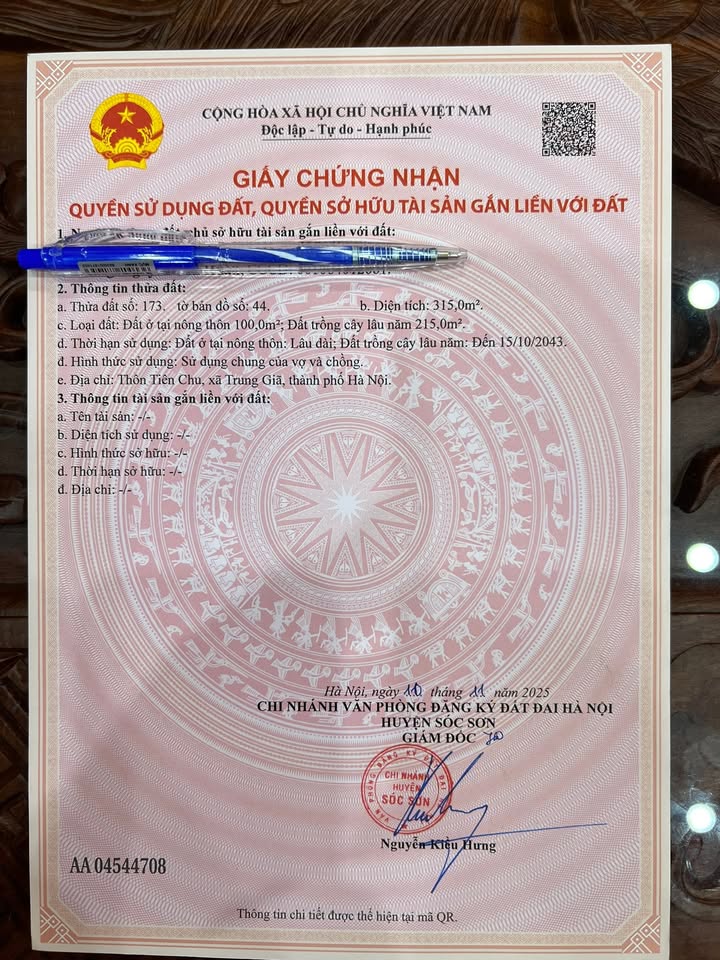 CỘNG HÒA XÃ HỘI CHỦ NGHĨA VIỆT NAM
Độc lập - Tự do - Hạnh phúc
GIẤY CHỨNG NHẬN
QUYỀN SỬ DỤNG ĐẤT, QUYỀN SỞ HỮU TÀI SẢN GẮN LIỀN VỚI ĐẤT
1. chủ sở hữu tài sản gắn liền với đất:
2. Thông tin thửa đất:
a. Thửa đất số: 173. tờ bản đồ số: 44. b. Diện tích: 315,0m².
c. Loại đất: Đất ở tại nông thôn 100,0m²; Đất trồng cây lâu năm 215,0m².
d. Thời hạn sử dụng: Đất ở tại nông thôn: Lâu dài; Đất trồng cây lâu năm: Đến 15/10/2043.
đ. Hình thức sử dụng: Sử dụng chung của vợ và chồng.
e. Địa chỉ: Thôn Tiên Chu, xã Trung Giã, thành phố Hà Nội.
3. Thông tin tài sản gắn liền với đất:
a. Tên tài sản: -/-
b. Diện tích sử dụng: -/-
c. Hình thức sở hữu: -/-
d. Thời hạn sở hữu: -/-
đ. Địa chỉ: -/-
Hà Nội, ngày 10 tháng 11 năm 2025
CHI NHÁNH VĂN PHÒNG ĐĂNG KÝ ĐẤT ĐAI HÀ NỘI
HUYỆN SÓC SƠN
GIÁM ĐỐC
VĂN PHÒNG ĐĂNG KÝ ĐẤT ĐAI
CHI NHÁNH
HUYỆN
SÓC SƠN
Nguyễn Kiều Hưng
AA 04544708
Thông tin chi tiết được thể hiện tại mã QR.